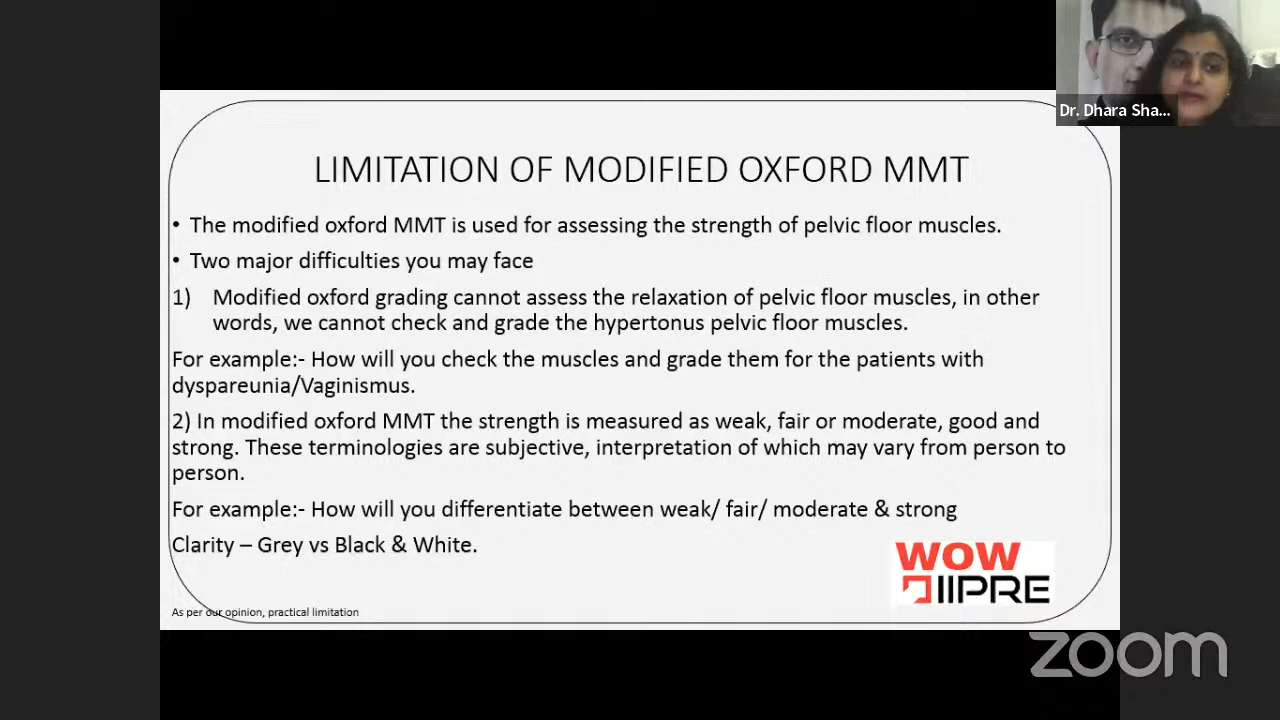 Dr. Dhara Sha...
LIMITATION OF MODIFIED OXFORD MMT
• The modified oxford MMT is used for assessing the strength of pelvic floor muscles.
• Two major difficulties you may face
1) Modified oxford grading cannot assess the relaxation of pelvic floor muscles, in other
words, we cannot check and grade the hypertonus pelvic floor muscles.
For example:- How will you check the muscles and grade them for the patients with
dyspareunia/Vaginismus.
2) In modified oxford MMT the strength is measured as weak, fair or moderate, good and
strong. These terminologies are subjective, interpretation of which may vary from person to
person.
For example:- How will you differentiate between weak/ fair/ moderate & strong
Clarity – Grey vs Black & White.
WOW
IIPRE
As per our opinion, practical limitation
zoom